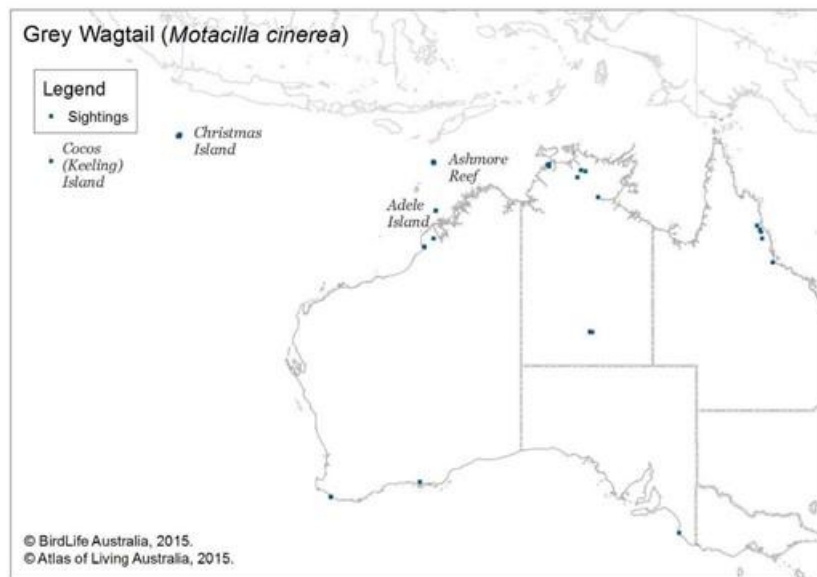 Grey Wagtail (Motacilla cinerea)
Legend
Sightings
Cocos
(Keeling)
Island
Christmas
Island
Ashmore
Reef
Adele
Island
© BirdLife Australia, 2015.
© Atlas of Living Australia, 2015.